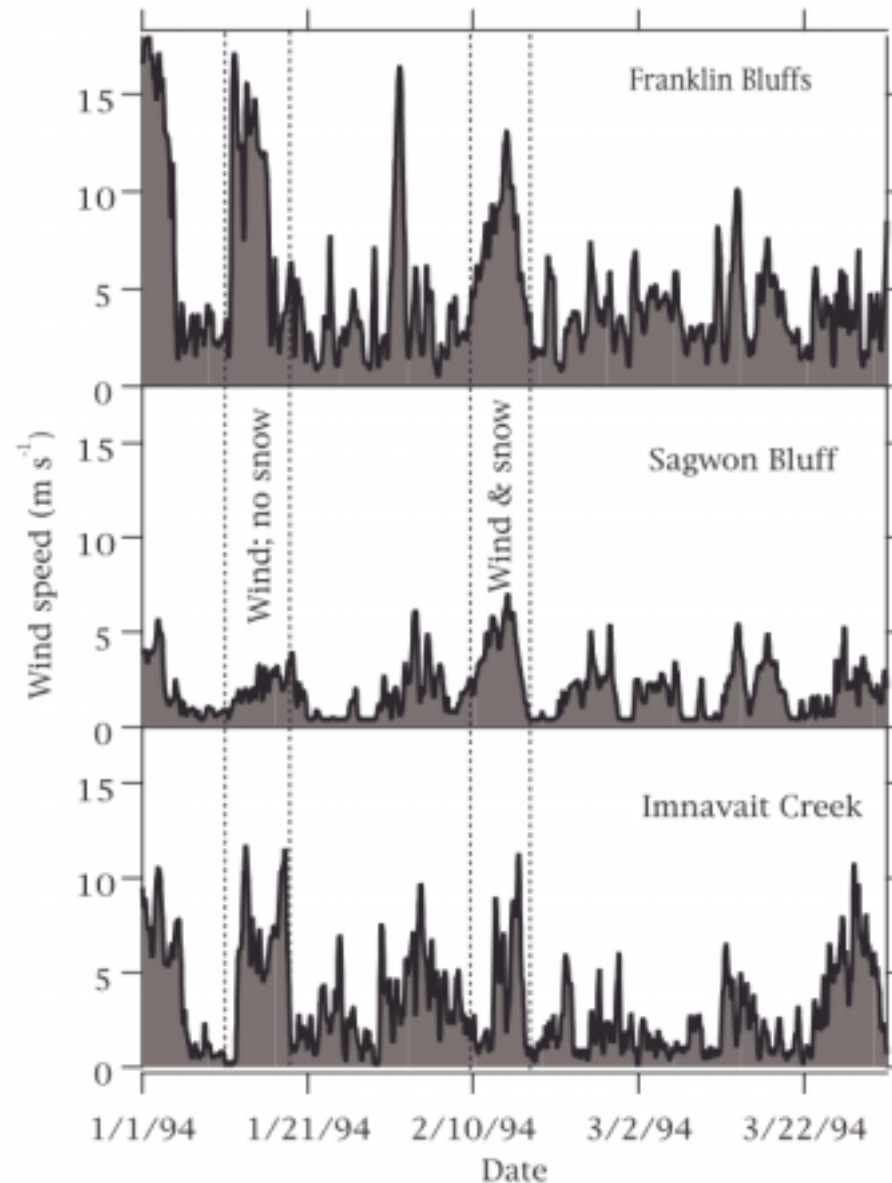 Franklin Bluffs
15
10
5
0
Wind speed (m s⁻¹)
Wind; no snow
Wind & snow
Sagwon Bluff
15
10
5
0
Imnavait Creek
15
10
5
0
1/1/94 1/21/94 2/10/94 3/2/94 3/22/94
Date